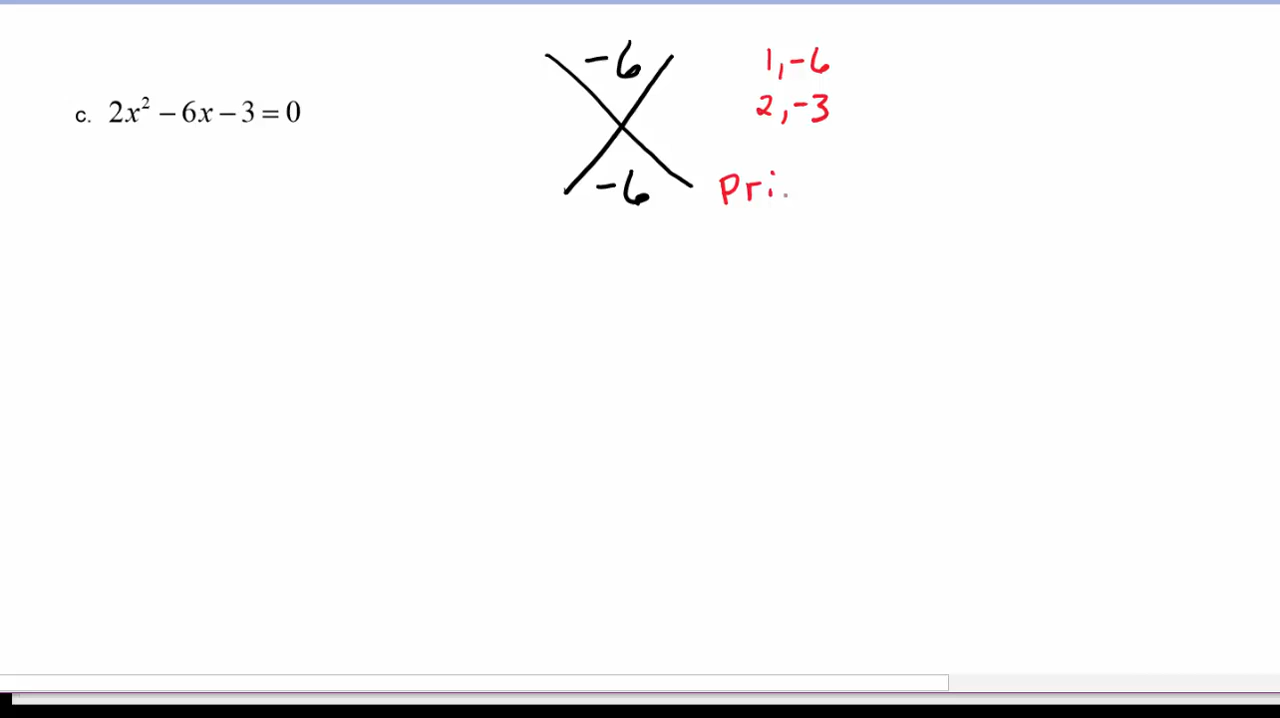 -6
1, -6
c. 2x² − 6x − 3 = 0
2, -3
-6
Pri